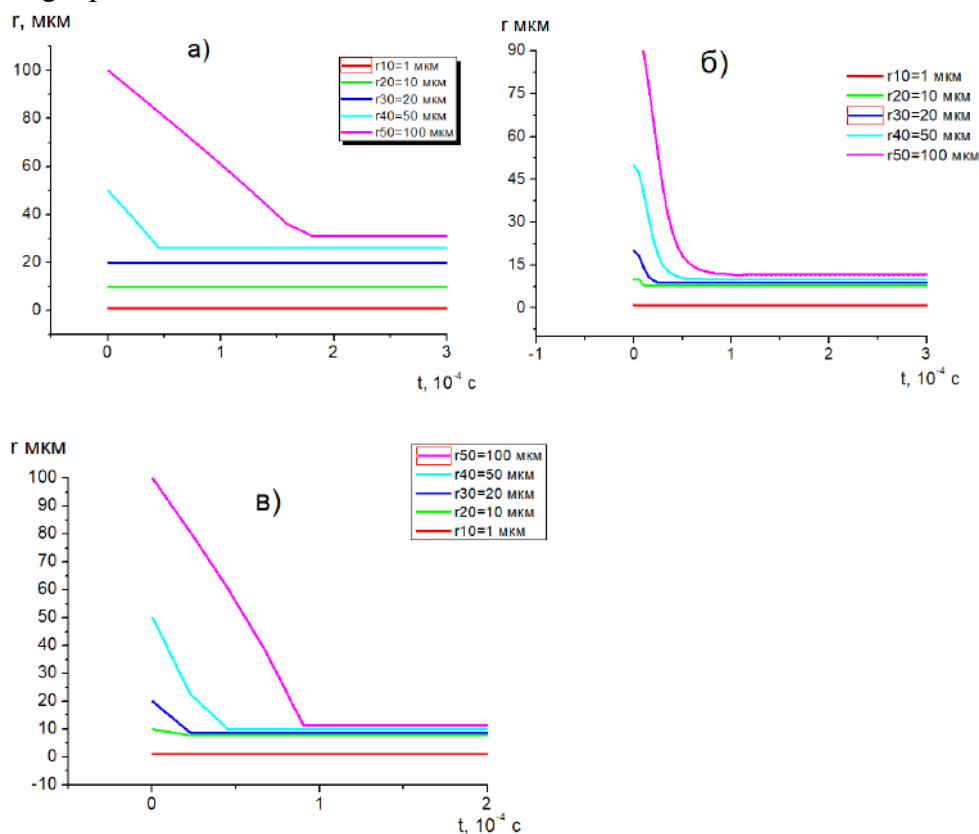 r, мкм
а)
r10=1 мкм
r20=10 мкм
r30=20 мкм
r40=50 мкм
r50=100 мкм
100
80
60
40
20
0
0 1 2 3
t, 10⁻⁴ с
r мкм
б)
r10=1 мкм
r20=10 мкм
r30=20 мкм
r40=50 мкм
r50=100 мкм
90
75
60
45
30
15
0
-1 0 1 2 3
t, 10⁻⁴ с
r мкм
в)
r50=100 мкм
r40=50 мкм
r30=20 мкм
r20=10 мкм
r10=1 мкм
100
90
80
70
60
50
40
30
20
10
0
-10
0 1 2
t, 10⁻⁴ с